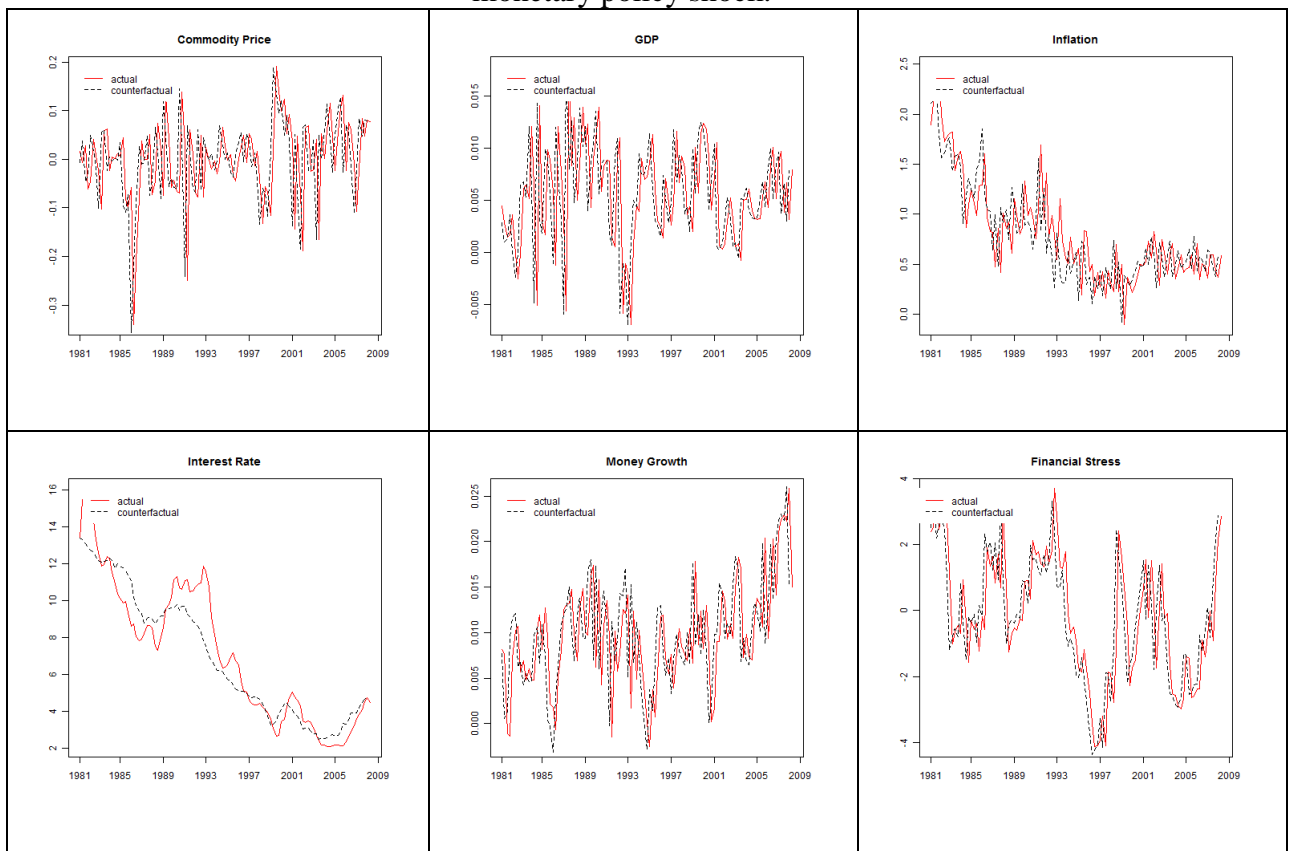 monetary policy shock.
Commodity Price
actual
counterfactual
0.2
0.1
0.0
-0.1
-0.2
-0.3
1981 1985 1989 1993 1997 2001 2005 2009
GDP
actual
counterfactual
0.015
0.010
0.005
0.000
-0.005
1981 1985 1989 1993 1997 2001 2005 2009
Inflation
actual
counterfactual
2.5
2.0
1.5
1.0
0.5
0.0
1981 1985 1989 1993 1997 2001 2005 2009
Interest Rate
actual
counterfactual
16
14
12
10
8
6
4
2
1981 1985 1989 1993 1997 2001 2005 2009
Money Growth
actual
counterfactual
0.025
0.020
0.015
0.010
0.005
0.000
1981 1985 1989 1993 1997 2001 2005 2009
Financial Stress
actual
counterfactual
4
2
0
-2
-4
1981 1985 1989 1993 1997 2001 2005 2009